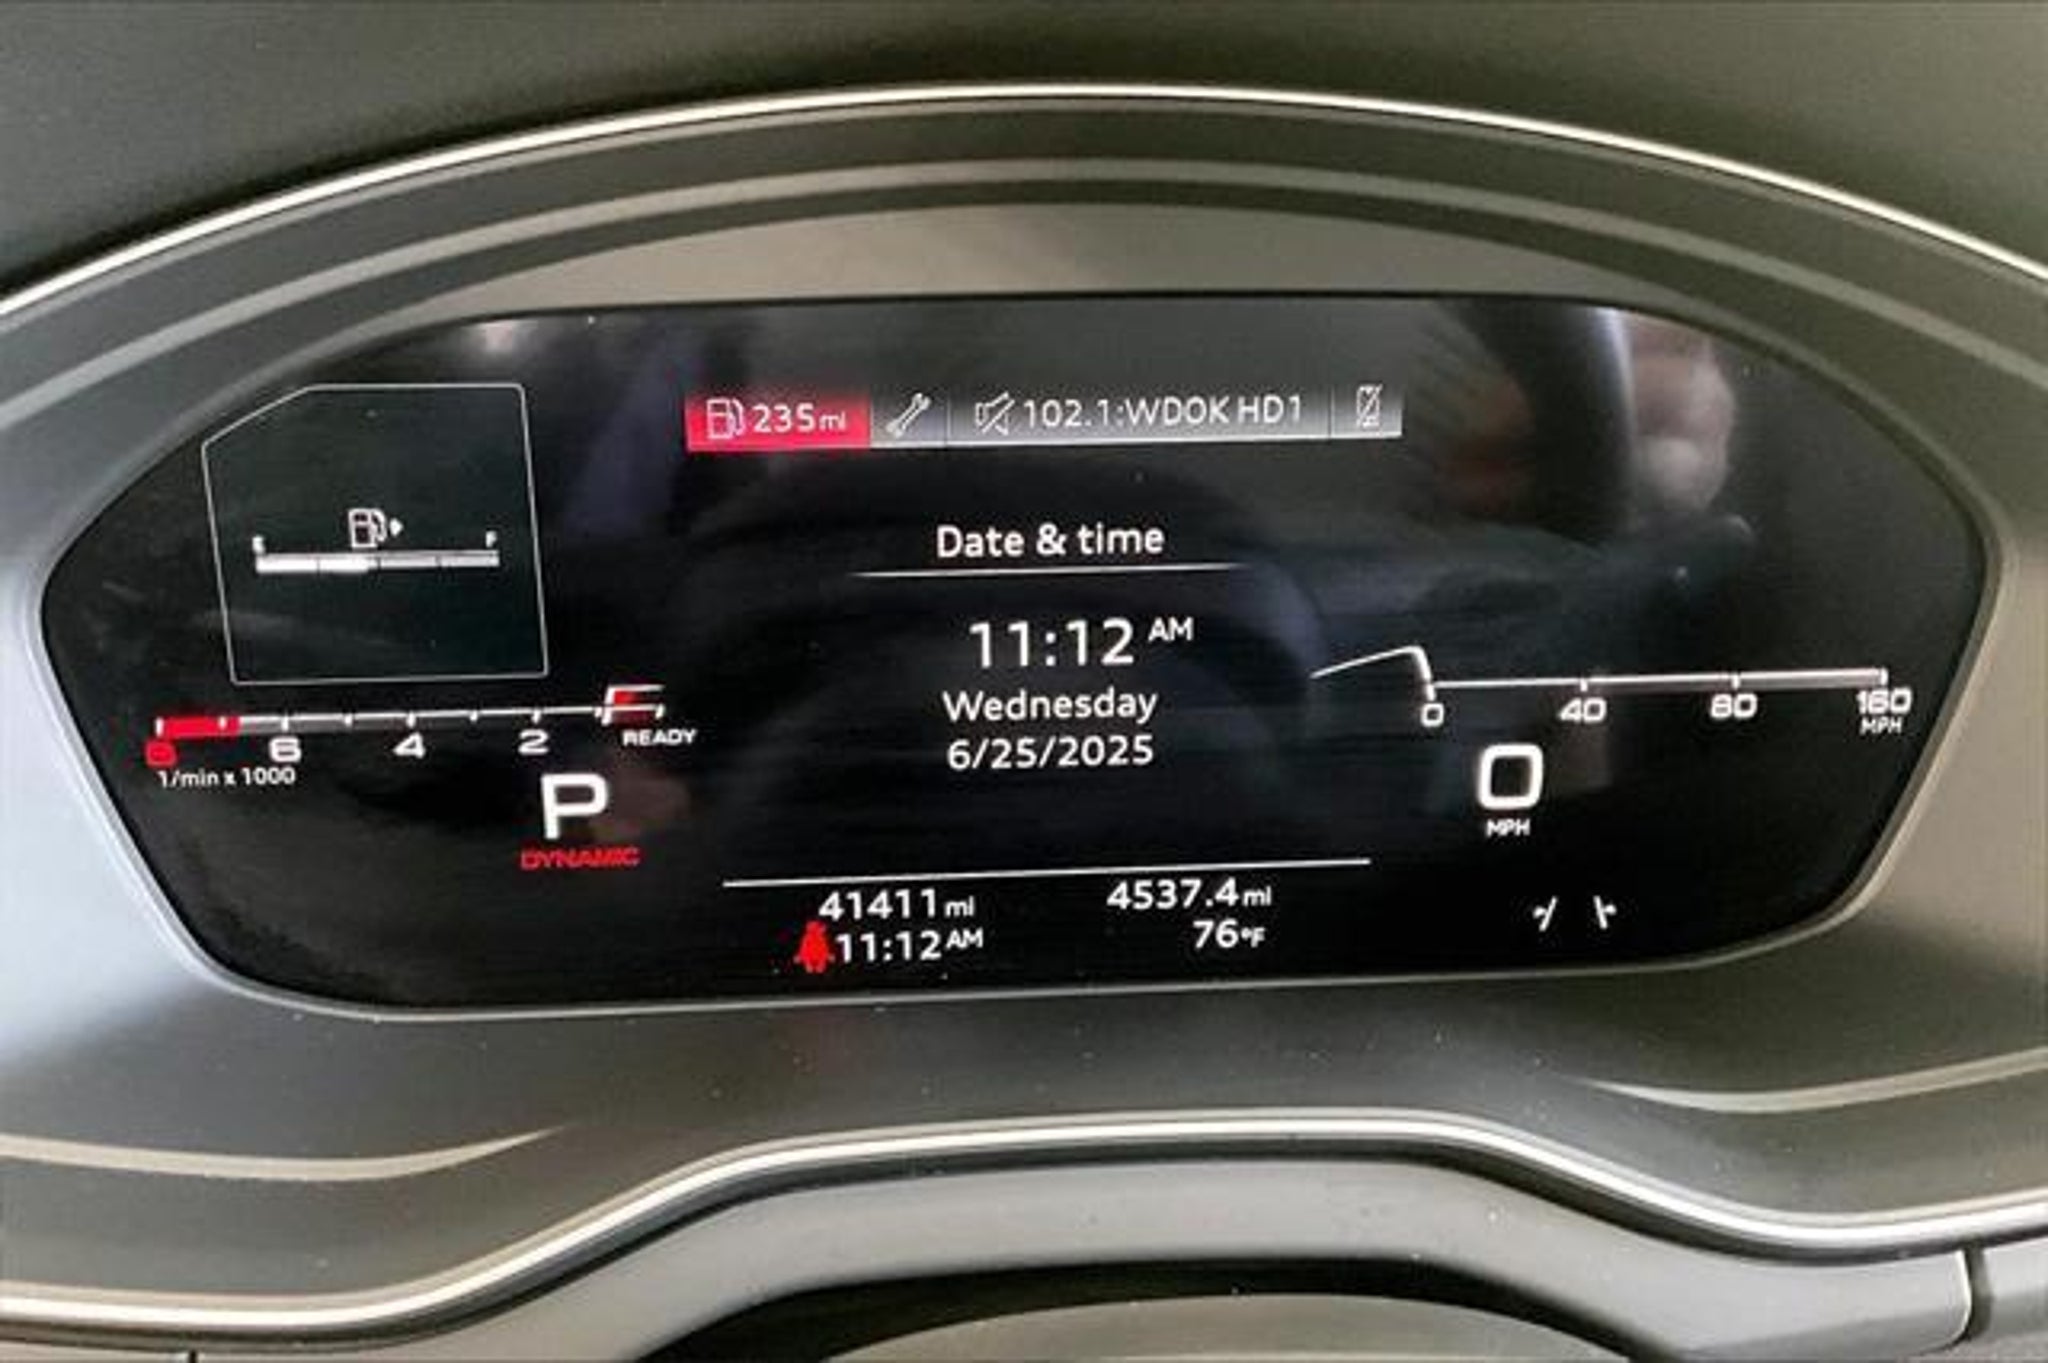 235mi
102.1:WDOK HD1
E F
Date & time
11:12 AM
Wednesday
6/25/2025
8 6 4 2
READY
1/min x 1000
P
DYNAMIC
0 40 80 160
MPH
0
MPH
41411mi 4537.4mi
11:12AM 76°F